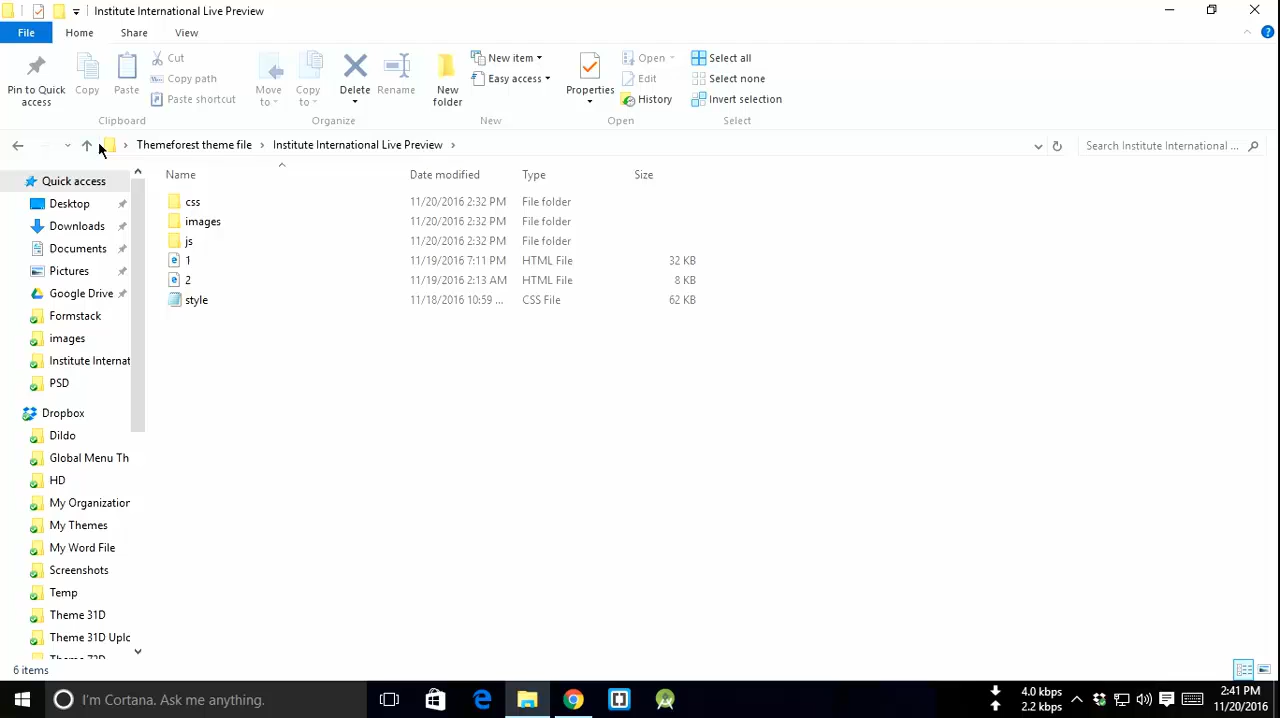 Institute International Live Preview
File Home Share View
Pin to Quick access
Copy
Paste
Cut
Copy path
Paste shortcut
Clipboard
Move to
Copy to
Delete
Rename
Organize
New folder
New item
Easy access
New
Properties
Open
Edit
History
Open
Select all
Select none
Invert selection
Select
Themeforest theme file > Institute International Live Preview >
Search Institute International ...
Quick access
Desktop
Downloads
Documents
Pictures
Google Drive
Formstack
images
Institute Internat
PSD
Dropbox
Dildo
Global Menu Th
HD
My Organization
My Themes
My Word File
Screenshots
Temp
Theme 31D
Theme 31D Uplo
Name Date modified Type Size
css 11/20/2016 2:32 PM File folder
images 11/20/2016 2:32 PM File folder
js 11/20/2016 2:32 PM File folder
1 11/19/2016 7:11 PM HTML File 32 KB
2 11/19/2016 2:13 AM HTML File 8 KB
style 11/18/2016 10:59 ... CSS File 62 KB
6 items
I'm Cortana. Ask me anything.
4.0 kbps
2.2 kbps
2:41 PM
11/20/2016